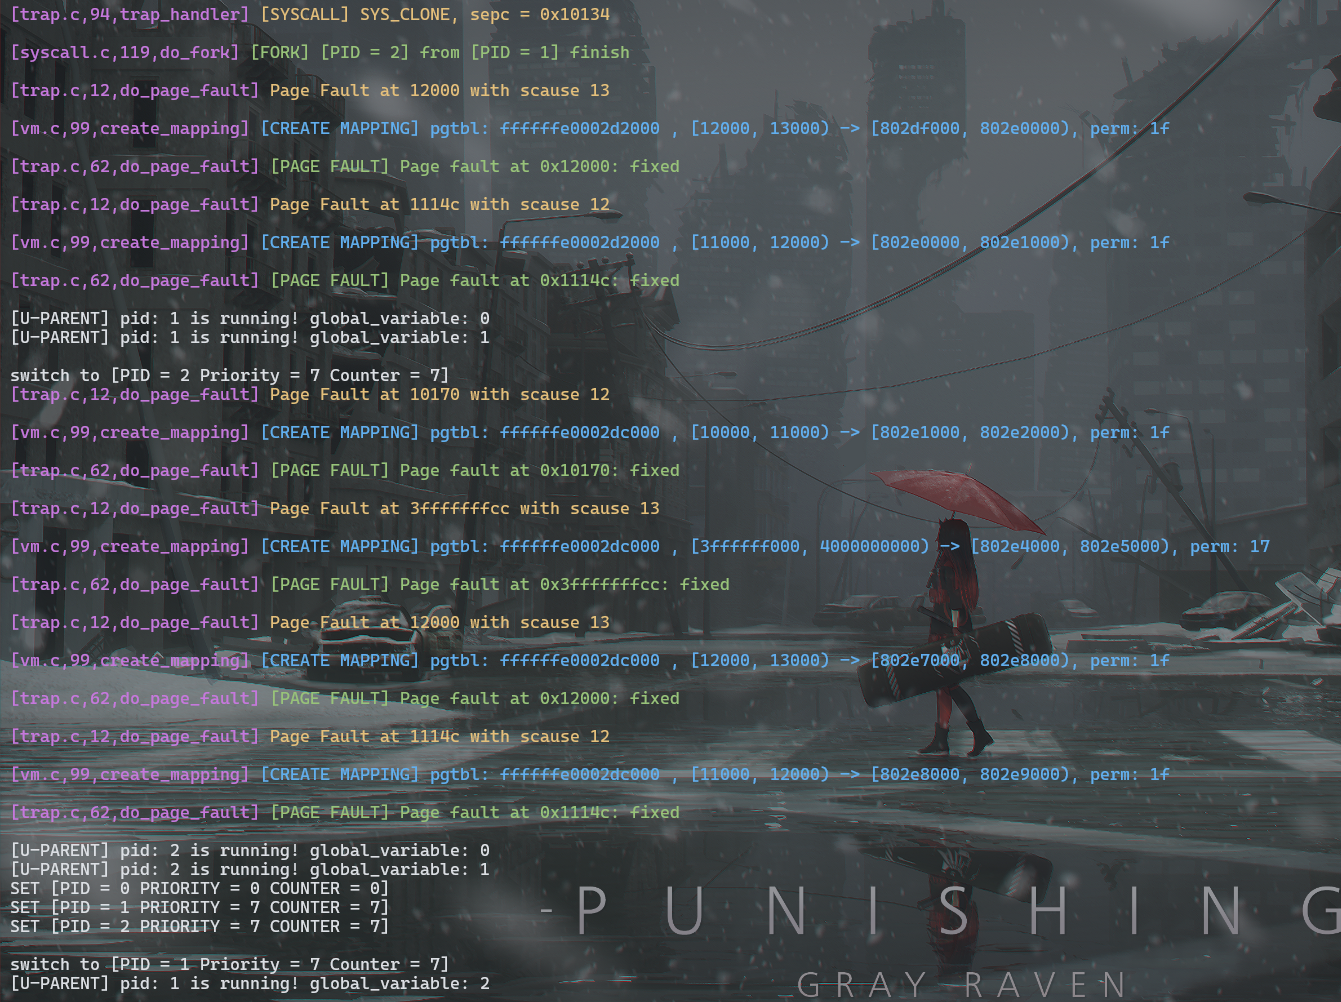 [trap.c,94,trap_handler] [SYSCALL] SYS_CLONE, sepc = 0x10134
[syscall.c,119,do_fork] [FORK] [PID = 2] from [PID = 1] finish
[trap.c,12,do_page_fault] Page Fault at 12000 with scause 13
[vm.c,99,create_mapping] [CREATE MAPPING] pgtbl: ffffffe0002d2000 , [12000, 13000) -> [802df000, 802e0000), perm: 1f
[trap.c,62,do_page_fault] [PAGE FAULT] Page fault at 0x12000: fixed
[trap.c,12,do_page_fault] Page Fault at 1114c with scause 12
[vm.c,99,create_mapping] [CREATE MAPPING] pgtbl: ffffffe0002d2000 , [11000, 12000) -> [802e0000, 802e1000), perm: 1f
[trap.c,62,do_page_fault] [PAGE FAULT] Page fault at 0x1114c: fixed
[U-PARENT] pid: 1 is running! global_variable: 0
[U-PARENT] pid: 1 is running! global_variable: 1
switch to [PID = 2 Priority = 7 Counter = 7]
[trap.c,12,do_page_fault] Page Fault at 10170 with scause 12
[vm.c,99,create_mapping] [CREATE MAPPING] pgtbl: ffffffe0002dc000 , [10000, 11000) -> [802e1000, 802e2000), perm: 1f
[trap.c,62,do_page_fault] [PAGE FAULT] Page fault at 0x10170: fixed
[trap.c,12,do_page_fault] Page Fault at 3fffffffcc with scause 13
[vm.c,99,create_mapping] [CREATE MAPPING] pgtbl: ffffffe0002dc000 , [3ffffff000, 4000000000) -> [802e4000, 802e5000), perm: 17
[trap.c,62,do_page_fault] [PAGE FAULT] Page fault at 0x3fffffffcc: fixed
[trap.c,12,do_page_fault] Page Fault at 12000 with scause 13
[vm.c,99,create_mapping] [CREATE MAPPING] pgtbl: ffffffe0002dc000 , [12000, 13000) -> [802e7000, 802e8000), perm: 1f
[trap.c,62,do_page_fault] [PAGE FAULT] Page fault at 0x12000: fixed
[trap.c,12,do_page_fault] Page Fault at 1114c with scause 12
[vm.c,99,create_mapping] [CREATE MAPPING] pgtbl: ffffffe0002dc000 , [11000, 12000) -> [802e8000, 802e9000), perm: 1f
[trap.c,62,do_page_fault] [PAGE FAULT] Page fault at 0x1114c: fixed
[U-PARENT] pid: 2 is running! global_variable: 0
[U-PARENT] pid: 2 is running! global_variable: 1
SET [PID = 0 PRIORITY = 0 COUNTER = 0]
SET [PID = 1 PRIORITY = 7 COUNTER = 7]
SET [PID = 2 PRIORITY = 7 COUNTER = 7]
switch to [PID = 1 Priority = 7 Counter = 7]
[U-PARENT] pid: 1 is running! global_variable: 2
-PUNISHING
GRAY RAVEN